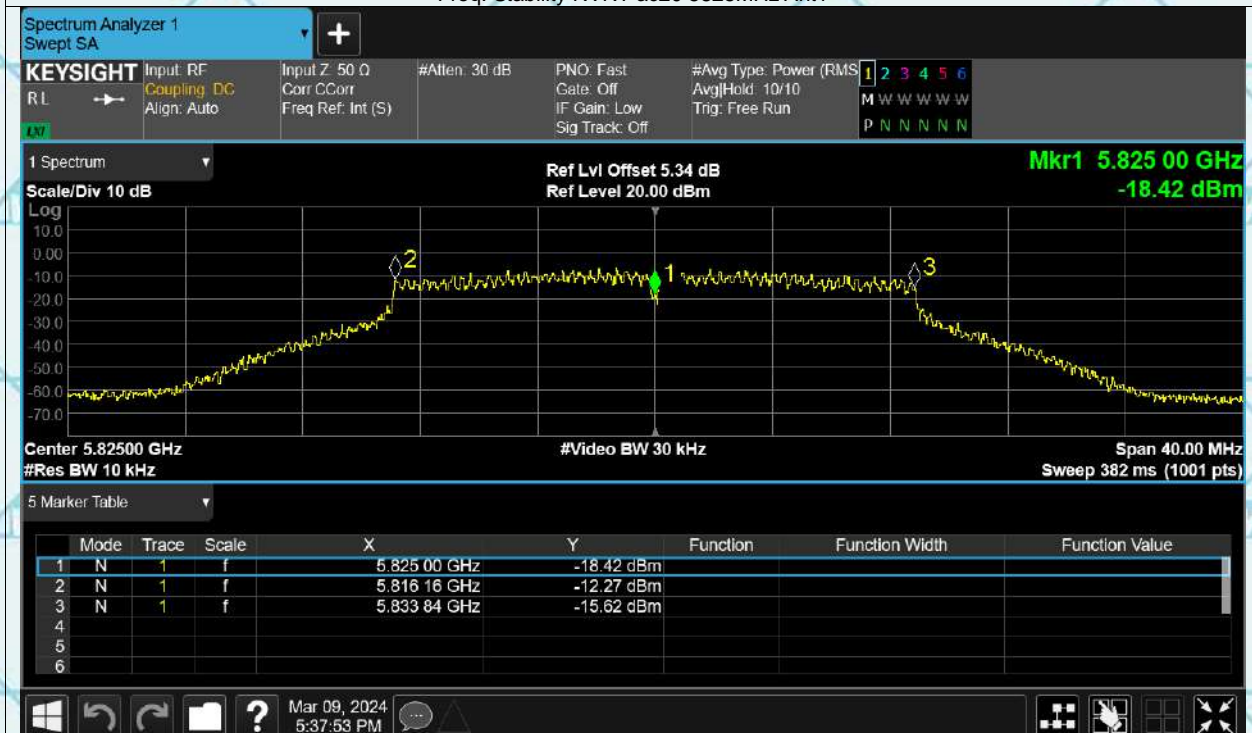 Spectrum Analyzer 1
Swept SA
+
KEYSIGHT
RL
LXI
Input: RF
Coupling: DC
Align: Auto
Input Z: 50 Ω
Corr CCorr
Freq Ref: Int (S)
#Atten: 30 dB
PNO: Fast
Gate: Off
IF Gain: Low
Sig Track: Off
#Avg Type: Power (RMS
Avg|Hold: 10/10
Trig: Free Run
1 2 3 4 5 6
M W W W W W
P N N N N N
1 Spectrum
Scale/Div 10 dB
Ref Lvl Offset 5.34 dB
Ref Level 20.00 dBm
Mkr1 5.825 00 GHz
-18.42 dBm
Log
10.0
0.00
-10.0
-20.0
-30.0
-40.0
-50.0
-60.0
-70.0
2
1
3
Center 5.82500 GHz
#Res BW 10 kHz
#Video BW 30 kHz
Span 40.00 MHz
Sweep 382 ms (1001 pts)
5 Marker Table
Mode Trace Scale X Y Function Function Width Function Value
1 N 1 f 5.825 00 GHz -18.42 dBm
2 N 1 f 5.816 16 GHz -12.27 dBm
3 N 1 f 5.833 84 GHz -15.62 dBm
4
5
6
?
Mar 09, 2024
5:37:53 PM